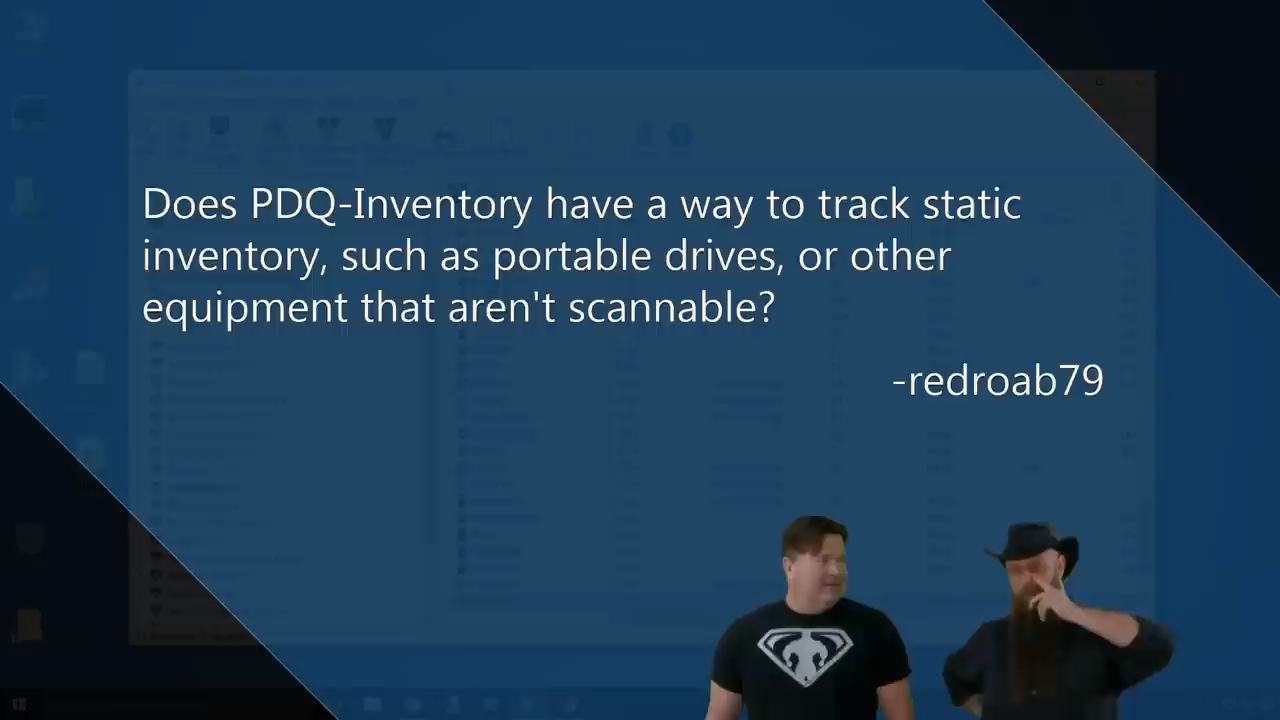 Does PDQ-Inventory have a way to track static
inventory, such as portable drives, or other
equipment that aren't scannable?
-redroab79